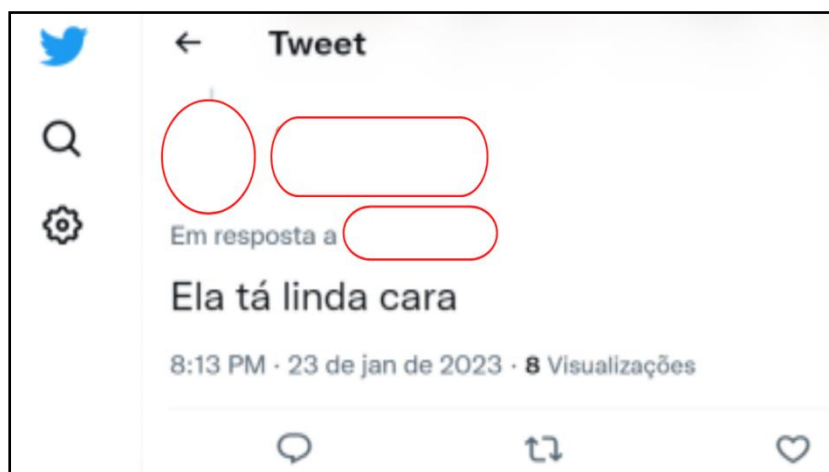 Tweet
Em resposta a
Ela tá linda cara
8:13 PM · 23 de jan de 2023 · 8 Visualizações